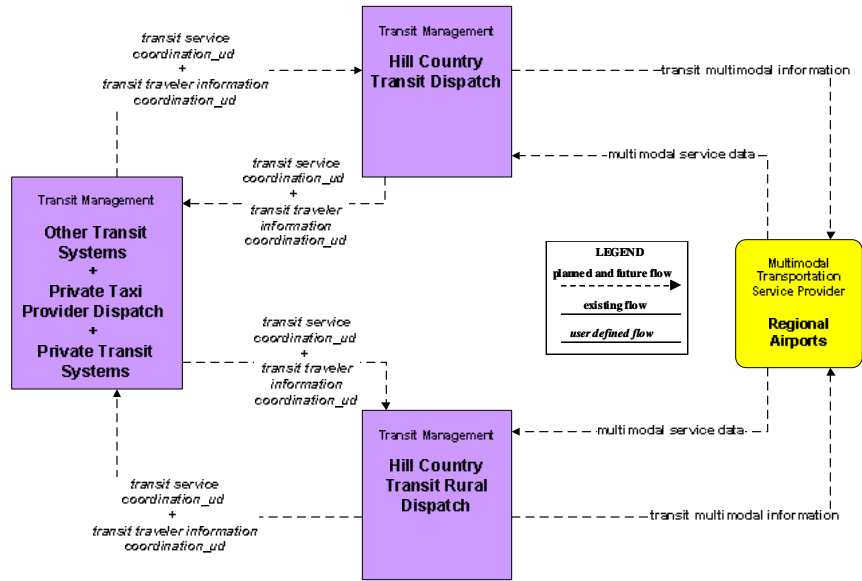 transit service
coordination_ud
+
transit traveler information
coordination_ud
Transit Management
Hill Country
Transit Dispatch
transit multimodal information
multimodal service data
transit service
coordination_ud
+
transit traveler
information
coordination_ud
Transit Management
Other Transit
Systems
+
Private Taxi
Provider Dispatch
+
Private Transit
Systems
LEGEND
planned and future flow
existing flow
user defined flow
Multimodal
Transportation
Service Provider
Regional
Airports
transit service
coordination_ud
+
transit traveler
information
coordination_ud
Transit Management
Hill Country
Transit Rural
Dispatch
multimodal service data
transit multimodal information
transit service
coordination_ud
+
transit traveler information
coordination_ud